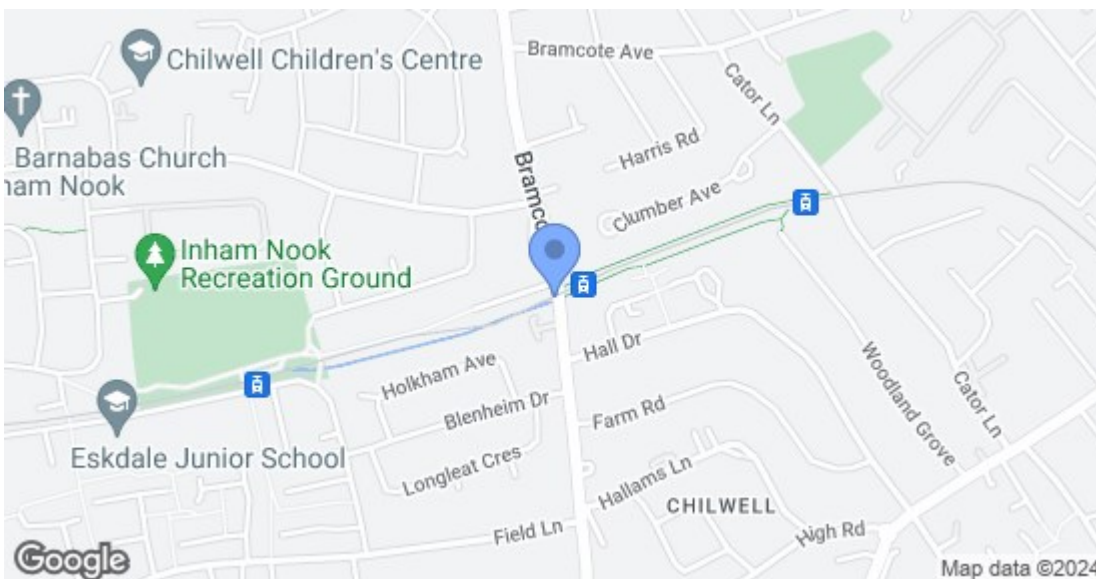 Chilwell Children's Centre
Bramcote Ave
Cator Ln
Barnabas Church
ham Nook
Bramco
Harris Rd
Clumber Ave
Inham Nook
Recreation Ground
Holkham Ave
Hall Dr
Blenheim Dr
Farm Rd
Woodland Grove
Cator Ln
Eskdale Junior School
Longleat Cres
Hallams Ln
CHILWELL
Field Ln
High Rd
Google
Map data ©2024